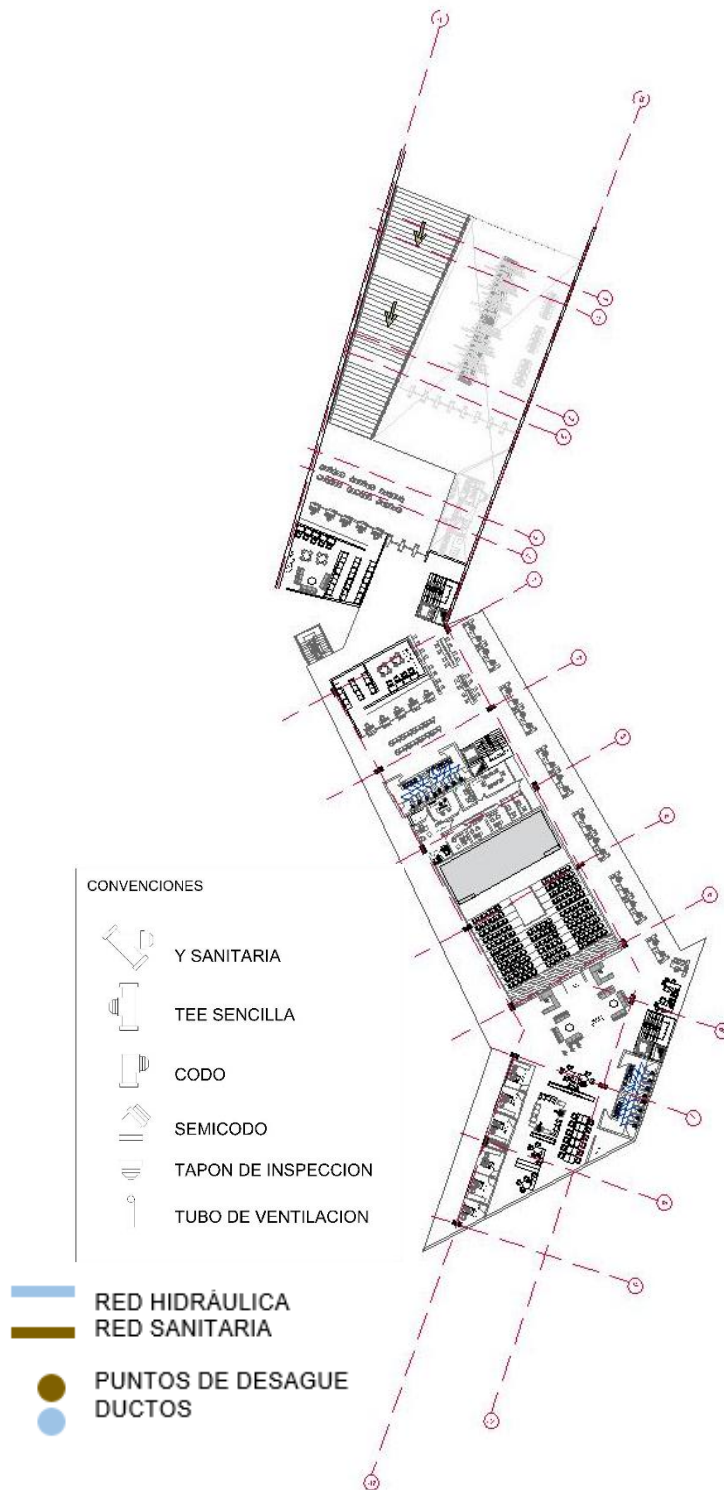 CONVENCIONES
Y SANITARIA
TEE SENCILLA
CODO
SEMICODO
TAPON DE INSPECCION
TUBO DE VENTILACION
RED HIDRÁULICA
RED SANITARIA
PUNTOS DE DESAGUE
DUCTOS